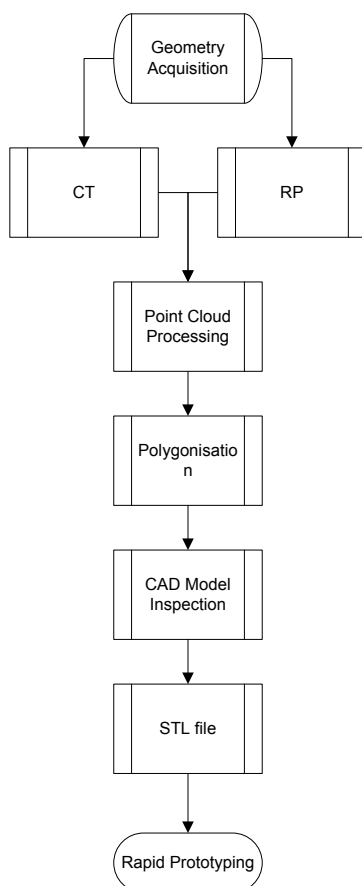 Geometry
Acquisition
CT
RP
Point Cloud
Processing
Polygonisatio
n
CAD Model
Inspection
STL file
Rapid Prototyping